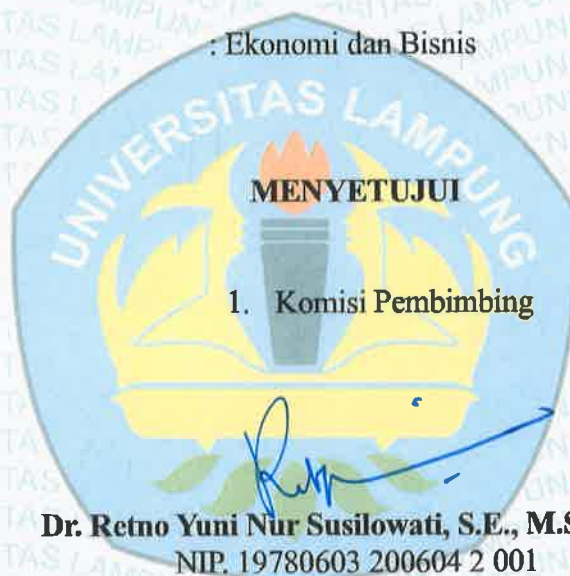 : Ekonomi dan Bisnis
UNIVERSITAS LAMPUNG
MENYETUJUI
1. Komisi Pembimbing
Dr. Retno Yuni Nur Susilowati, S.E., M.S
NIP. 19780603 200604 2 001